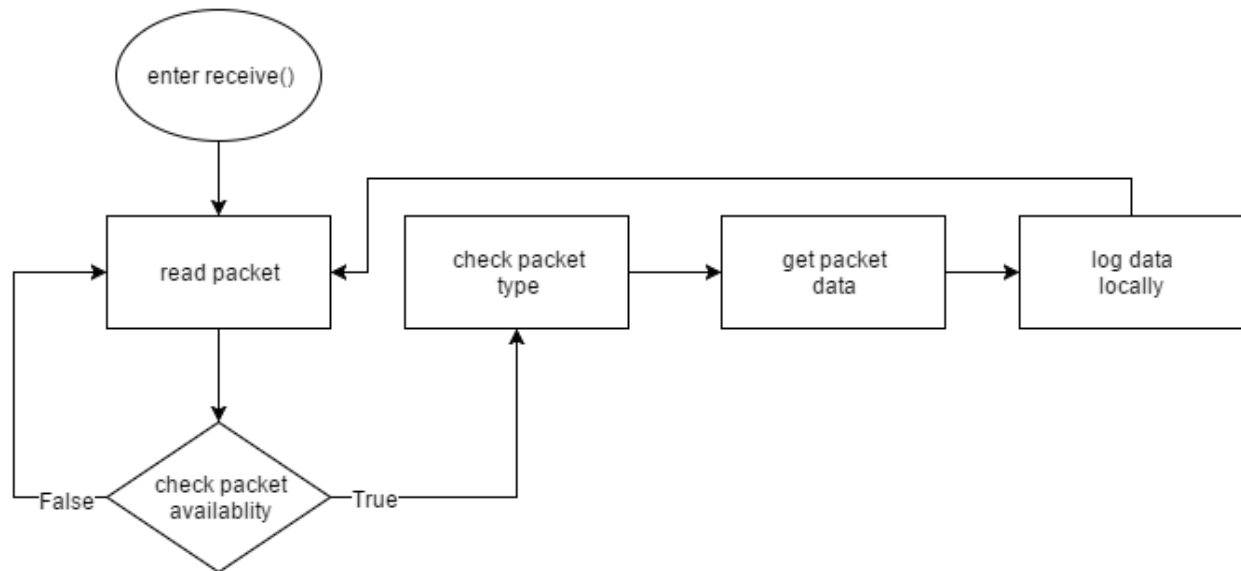 enter receive()
read packet
check packet
type
get packet
data
log data
locally
check packet
availablity
False
True